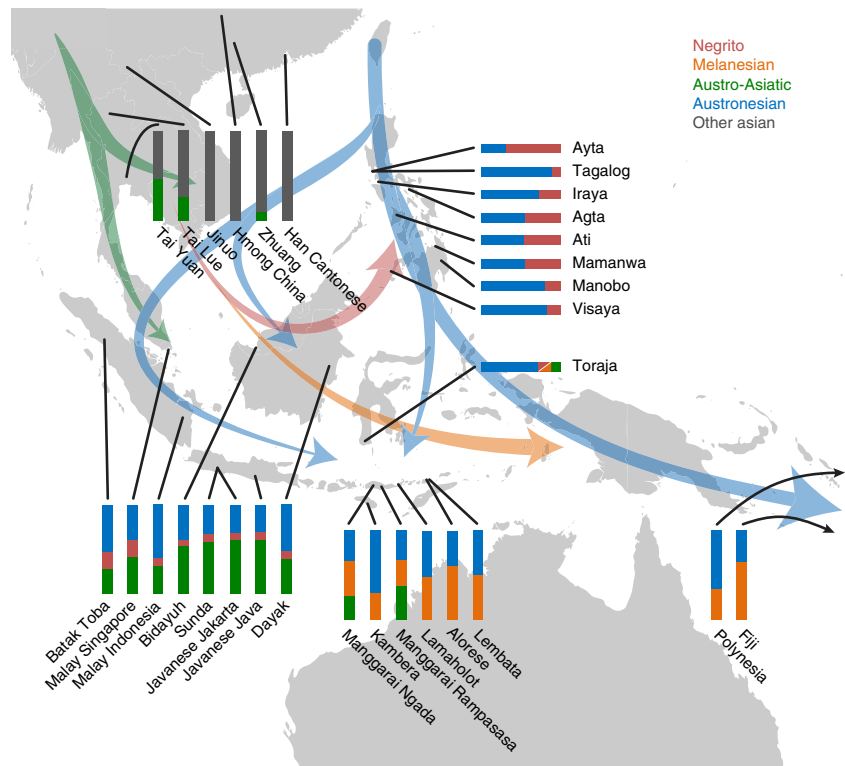 Negrito
Melanesian
Austro-Asiatic
Austronesian
Other asian
Tai Yuan
Tai Lue
Jinuo
Hmong China
Zhuang
Han Cantonese
Ayta
Tagalog
Iraya
Agta
Ati
Mamanwa
Manobo
Visaya
Toraja
Batak Toba
Malay Singapore
Malay Indonesia
Bidayuh
Sunda
Javanese Jakarta
Javanese Java
Dayak
Manggarai Ngada
Kambera
Manggarai Rampasasa
Lamaholot
Alorese
Lembata
Polynesia
Fiji